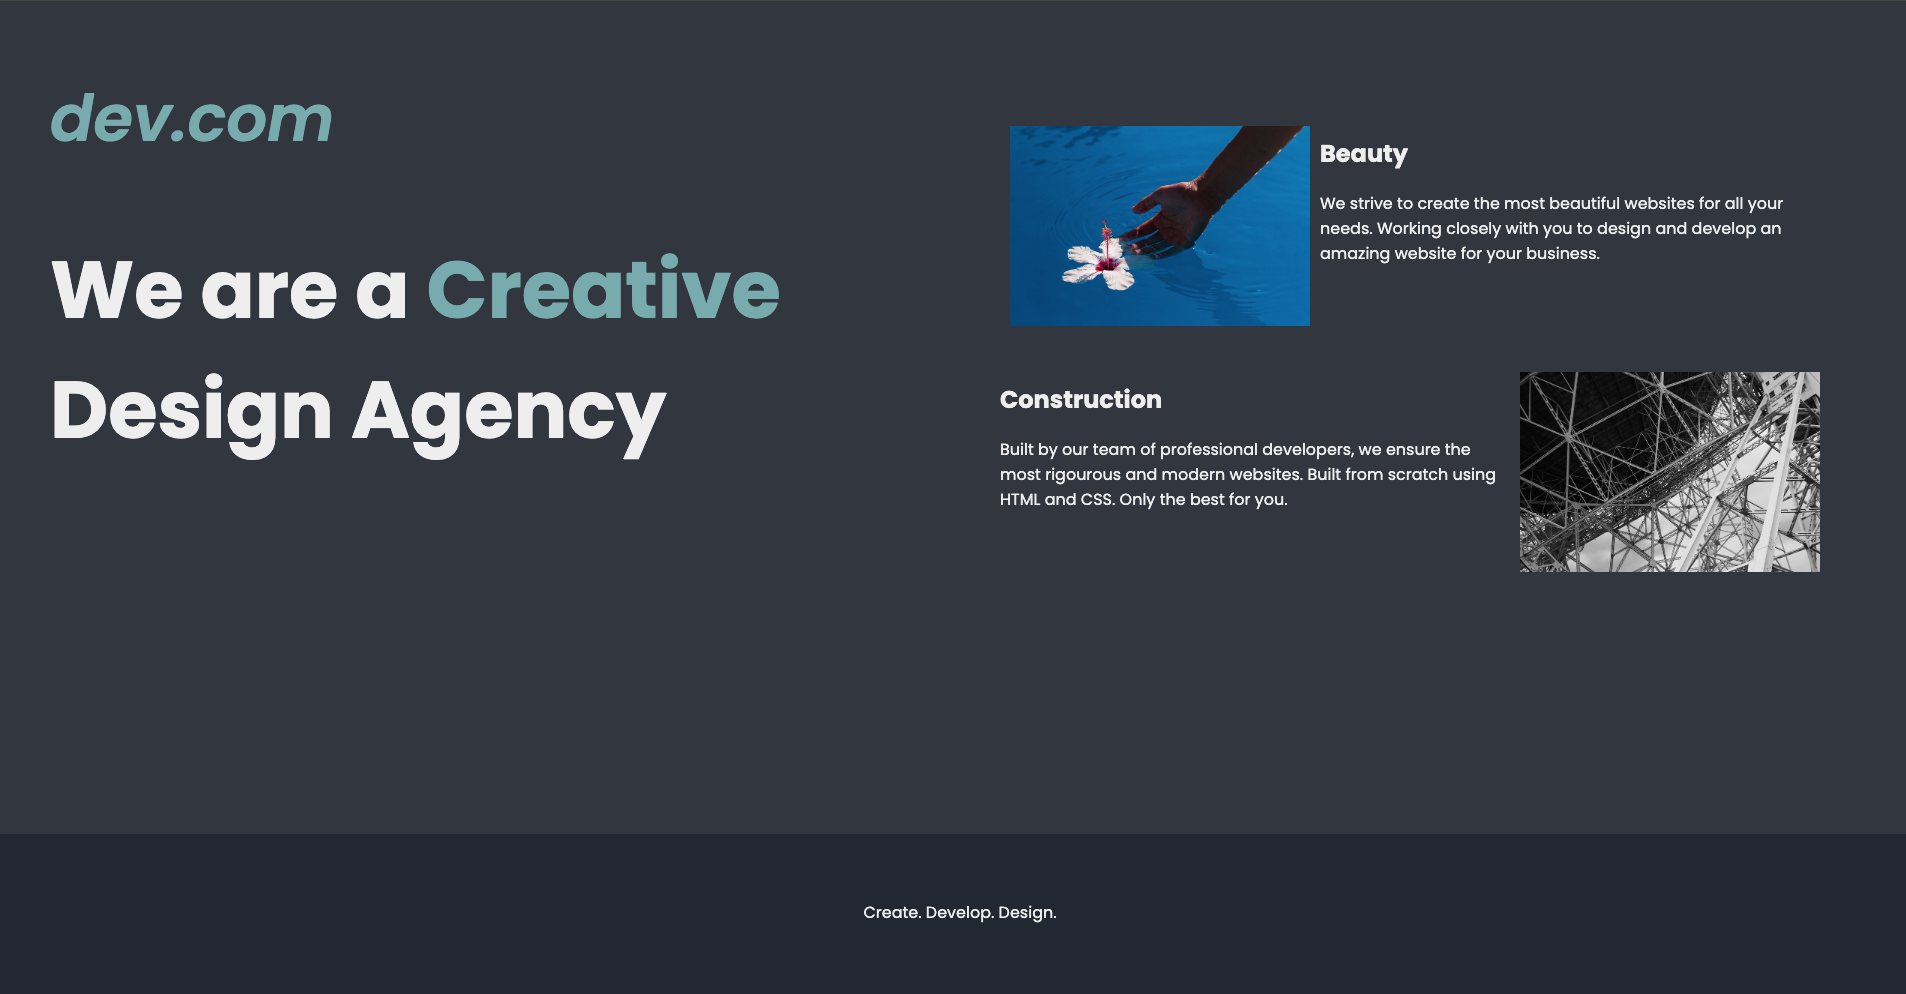 dev.com
We are a Creative
Design Agency
Beauty
We strive to create the most beautiful websites for all your
needs. Working closely with you to design and develop an
amazing website for your business.
Construction
Built by our team of professional developers, we ensure the
most rigourous and modern websites. Built from scratch using
HTML and CSS. Only the best for you.
Create. Develop. Design.